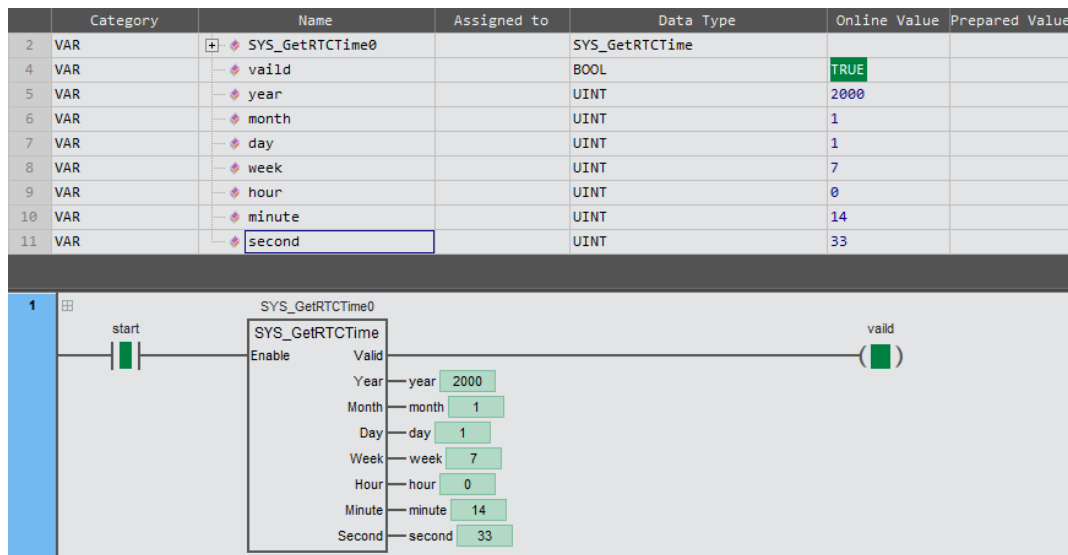 Category Name Assigned to Data Type Online Value Prepared Value
2 VAR SYS_GetRTCTime0 SYS_GetRTCTime
4 VAR vaild BOOL TRUE
5 VAR year UINT 2000
6 VAR month UINT 1
7 VAR day UINT 1
8 VAR week UINT 7
9 VAR hour UINT 0
10 VAR minute UINT 14
11 VAR second UINT 33
1 SYS_GetRTCTime0
start SYS_GetRTCTime vaild
Enable Valid
Year year 2000
Month month 1
Day day 1
Week week 7
Hour hour 0
Minute minute 14
Second second 33